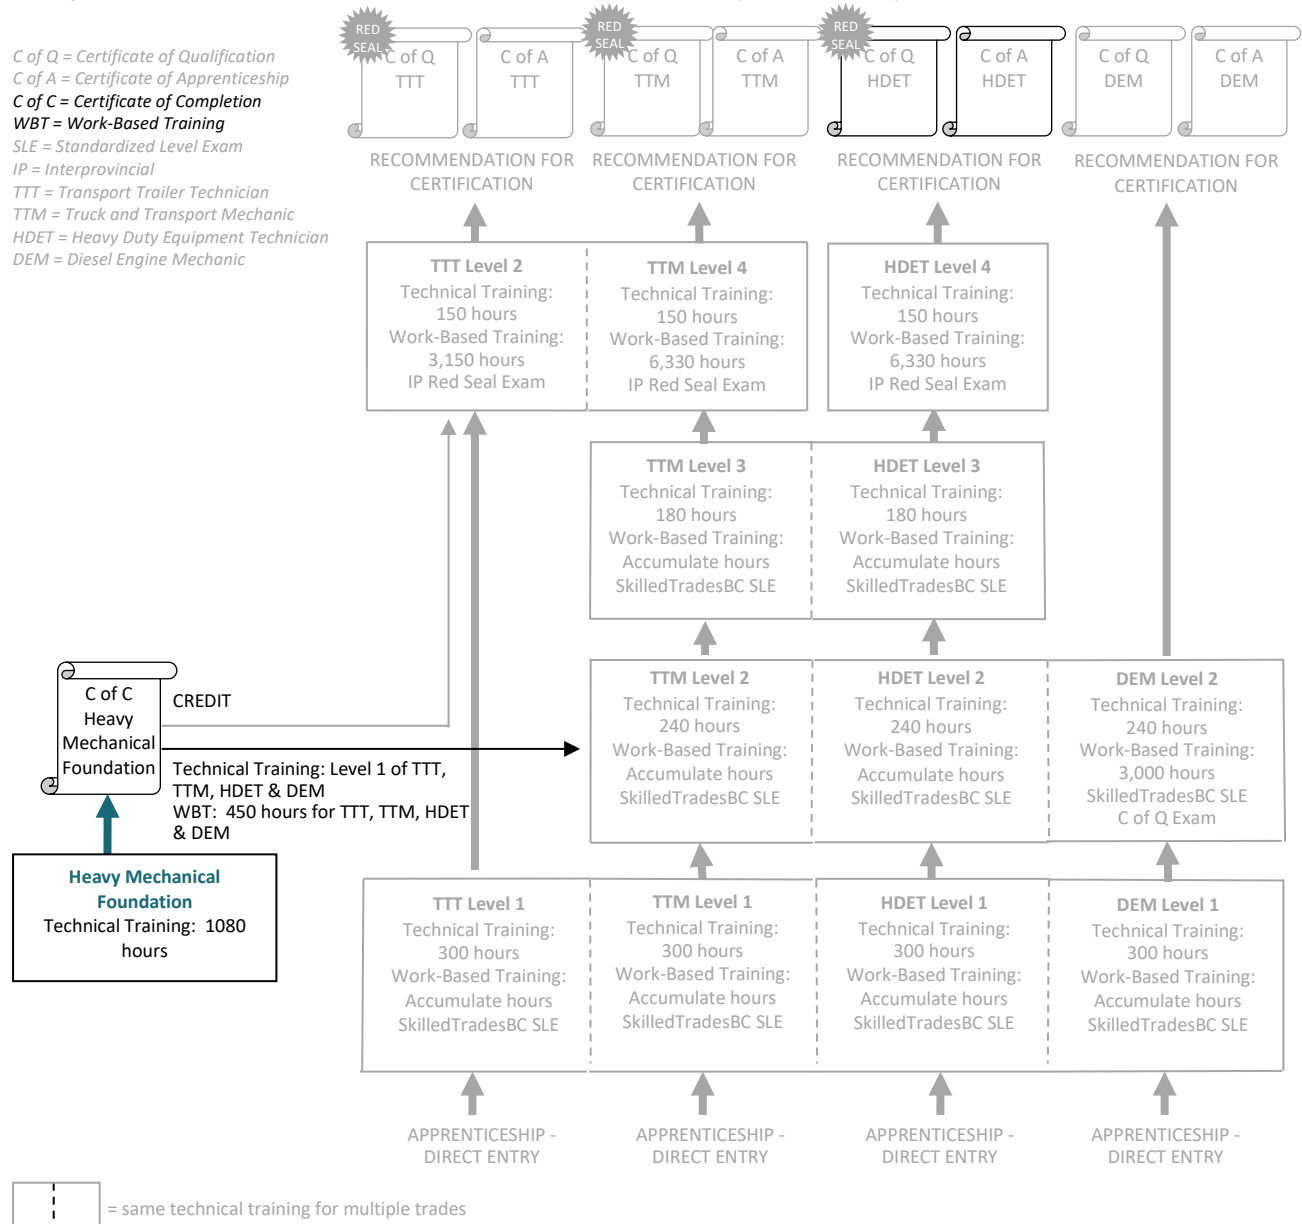 RED
SEAL
C of Q
TTT
C of A
TTT
RED
SEAL
C of Q
TTM
C of A
TTM
RED
SEAL
C of Q
HDET
C of A
HDET
C of Q
DEM
C of A
DEM
C of Q = Certificate of Qualification
C of A = Certificate of Apprenticeship
C of C = Certificate of Completion
WBT = Work-Based Training
SLE = Standardized Level Exam
IP = Interprovincial
TTT = Transport Trailer Technician
TTM = Truck and Transport Mechanic
HDET = Heavy Duty Equipment Technician
DEM = Diesel Engine Mechanic
RECOMMENDATION FOR
CERTIFICATION
RECOMMENDATION FOR
CERTIFICATION
RECOMMENDATION FOR
CERTIFICATION
RECOMMENDATION FOR
CERTIFICATION
TTT Level 2
Technical Training:
150 hours
Work-Based Training:
3,150 hours
IP Red Seal Exam
TTM Level 4
Technical Training:
150 hours
Work-Based Training:
6,330 hours
IP Red Seal Exam
HDET Level 4
Technical Training:
150 hours
Work-Based Training:
6,330 hours
IP Red Seal Exam
TTM Level 3
Technical Training:
180 hours
Work-Based Training:
Accumulate hours
SkilledTradesBC SLE
HDET Level 3
Technical Training:
180 hours
Work-Based Training:
Accumulate hours
SkilledTradesBC SLE
C of C
Heavy
Mechanical
Foundation
CREDIT
Technical Training: Level 1 of TTT,
TTM, HDET & DEM
WBT: 450 hours for TTT, TTM, HDET
& DEM
TTM Level 2
Technical Training:
240 hours
Work-Based Training:
Accumulate hours
SkilledTradesBC SLE
HDET Level 2
Technical Training:
240 hours
Work-Based Training:
Accumulate hours
SkilledTradesBC SLE
DEM Level 2
Technical Training:
240 hours
Work-Based Training:
3,000 hours
SkilledTradesBC SLE
C of Q Exam
Heavy Mechanical
Foundation
Technical Training: 1080
hours
TTT Level 1
Technical Training:
300 hours
Work-Based Training:
Accumulate hours
SkilledTradesBC SLE
TTM Level 1
Technical Training:
300 hours
Work-Based Training:
Accumulate hours
SkilledTradesBC SLE
HDET Level 1
Technical Training:
300 hours
Work-Based Training:
Accumulate hours
SkilledTradesBC SLE
DEM Level 1
Technical Training:
300 hours
Work-Based Training:
Accumulate hours
SkilledTradesBC SLE
APPRENTICESHIP -
DIRECT ENTRY
APPRENTICESHIP -
DIRECT ENTRY
APPRENTICESHIP -
DIRECT ENTRY
APPRENTICESHIP -
DIRECT ENTRY
= same technical training for multiple trades